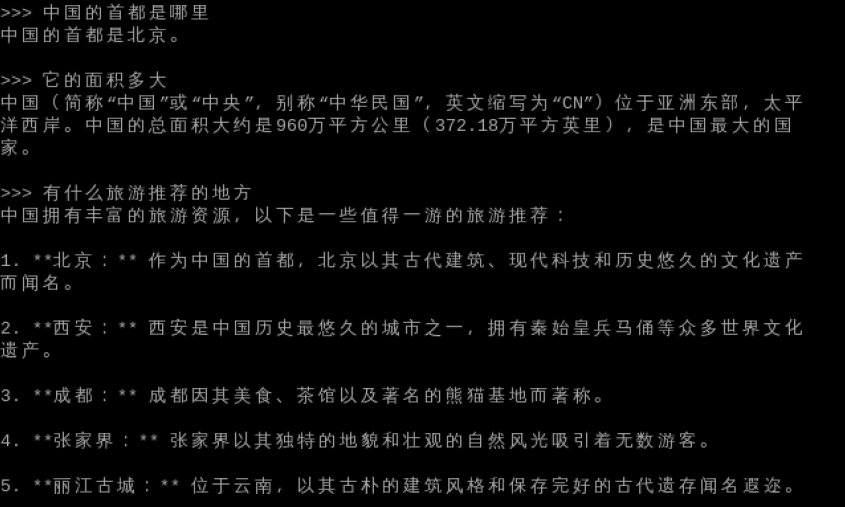 >>> 中国的首都是哪里
中国的首都是北京。
>>> 它的面积多大
中国（简称“中国”或“中央”，别称“中华民国”，英文缩写为“CN”）位于亚洲东部，太平
洋西岸。中国的总面积大约是960万平方公里（372.18万平方英里），是中国最大的国
家。
>>> 有什么旅游推荐的地方
中国拥有丰富的旅游资源，以下是一些值得一游的旅游推荐：
1. **北京：** 作为中国的首都，北京以其古代建筑、现代科技和历史悠久的文化遗产
而闻名。
2. **西安：** 西安是中国历史最悠久的城市之一，拥有秦始皇兵马俑等众多世界文化
遗产。
3. **成都：** 成都因其美食、茶馆以及著名的熊猫基地而著称。
4. **张家界：** 张家界以其独特的地貌和壮观的自然风光吸引着无数游客。
5. **丽江古城：** 位于云南，以其古朴的建筑风格和保存完好的古代遗存闻名遐迩。